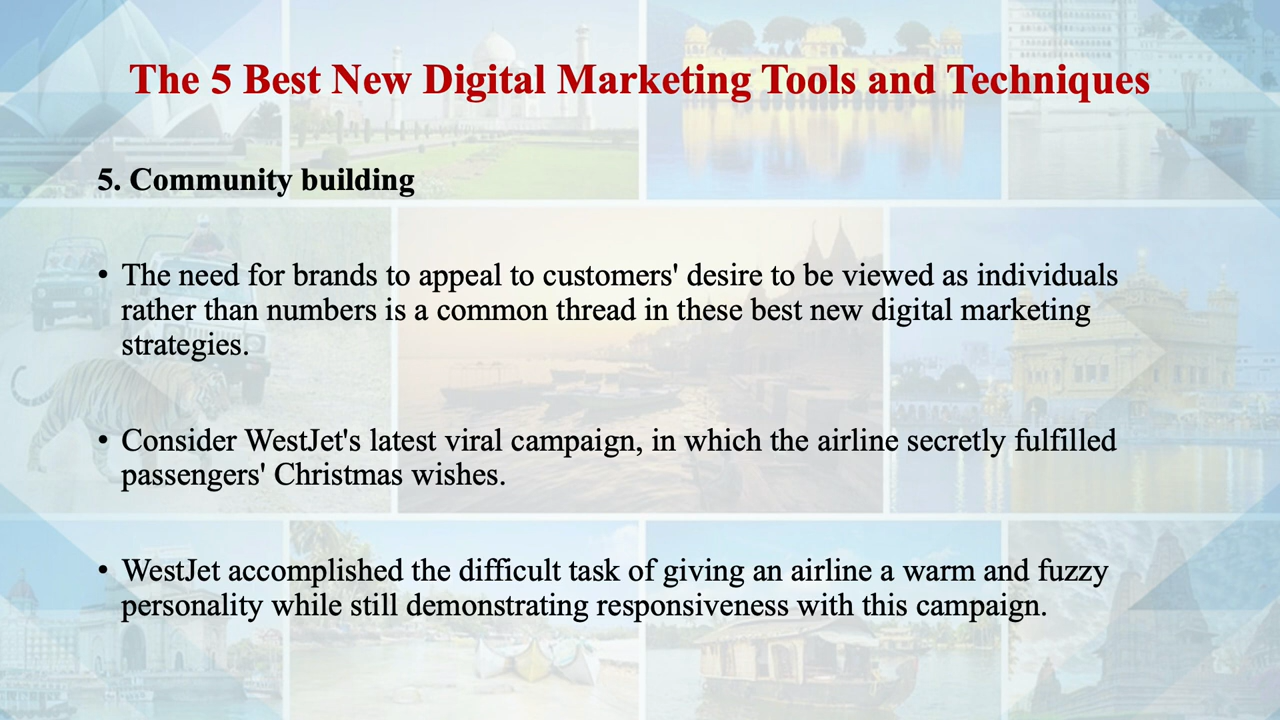 The 5 Best New Digital Marketing Tools and Techniques
5. Community building
• The need for brands to appeal to customers' desire to be viewed as individuals
rather than numbers is a common thread in these best new digital marketing
strategies.
• Consider WestJet's latest viral campaign, in which the airline secretly fulfilled
passengers' Christmas wishes.
• WestJet accomplished the difficult task of giving an airline a warm and fuzzy
personality while still demonstrating responsiveness with this campaign.